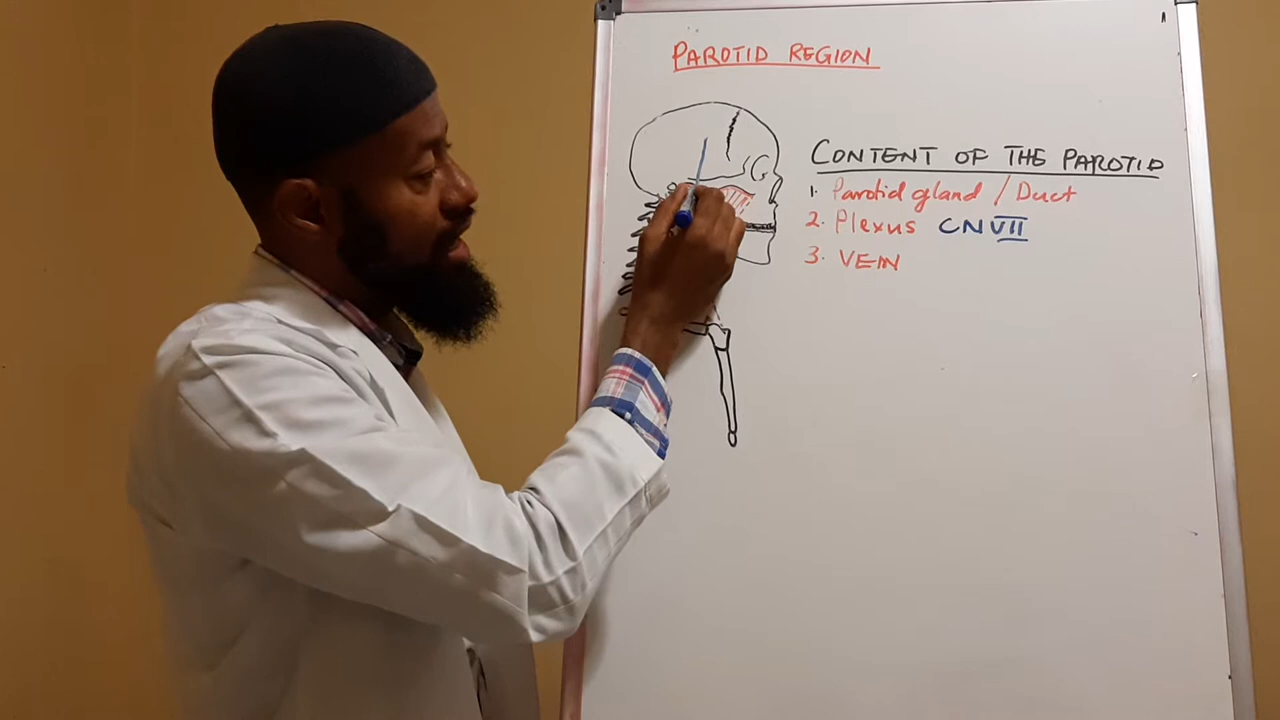 PAROTID REGION
CONTENT OF THE PAROTID
1. Parotid gland / Duct
2. Plexus CN VII
3. VEIN